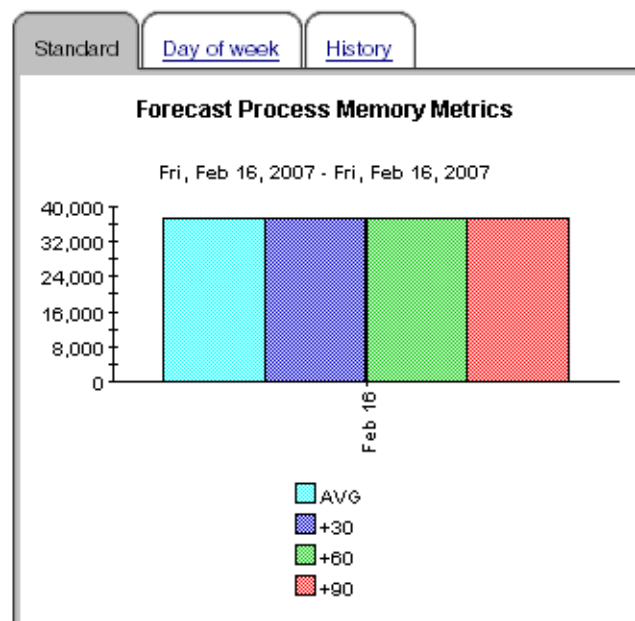 Standard Day of week History
Forecast Process Memory Metrics
Fri, Feb 16, 2007 - Fri, Feb 16, 2007
40,000
32,000
24,000
16,000
8,000
0
Feb 16
AVG
+30
+60
+90